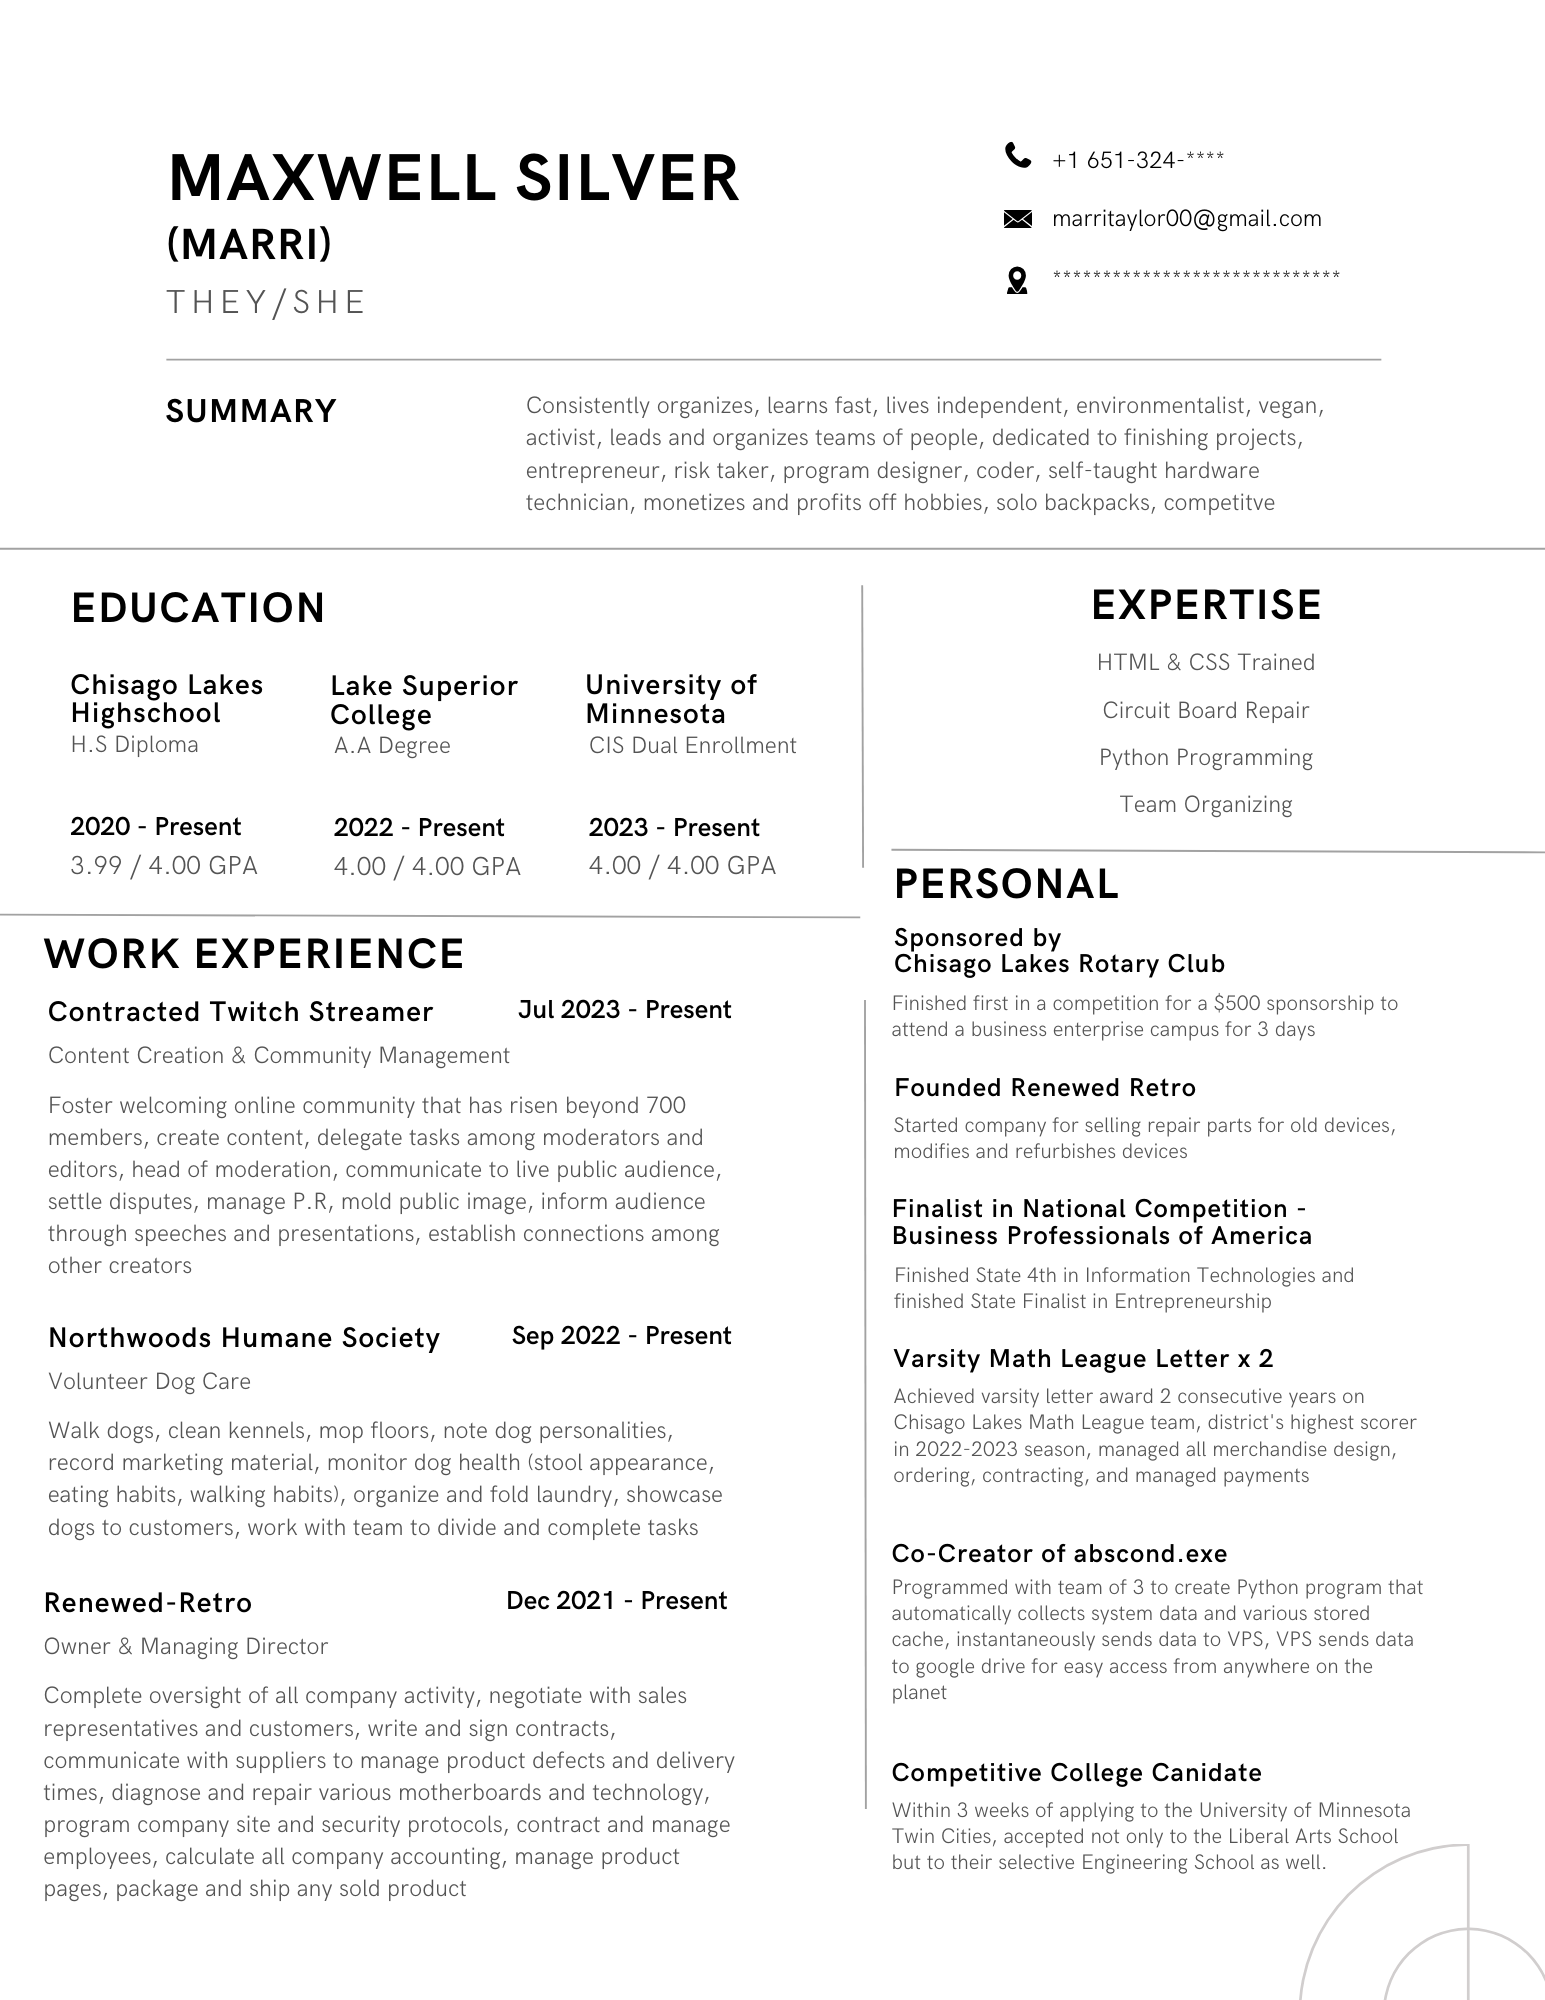 MAXWELL SILVER
(MARRI)
THEY/SHE
+1 651-324-****
marritaylor00@gmail.com
*****************************
SUMMARY
Consistently organizes, learns fast, lives independent, environmentalist, vegan,
activist, leads and organizes teams of people, dedicated to finishing projects,
entrepreneur, risk taker, program designer, coder, self-taught hardware
technician, monetizes and profits off hobbies, solo backpacks, competitve
EDUCATION
Chisago Lakes
Highschool
H.S Diploma
2020 - Present
3.99 / 4.00 GPA
Lake Superior
College
A.A Degree
2022 - Present
4.00 / 4.00 GPA
University of
Minnesota
CIS Dual Enrollment
2023 - Present
4.00 / 4.00 GPA
EXPERTISE
HTML & CSS Trained
Circuit Board Repair
Python Programming
Team Organizing
WORK EXPERIENCE
Contracted Twitch Streamer
Jul 2023 - Present
Content Creation & Community Management
Foster welcoming online community that has risen beyond 700
members, create content, delegate tasks among moderators and
editors, head of moderation, communicate to live public audience,
settle disputes, manage P.R, mold public image, inform audience
through speeches and presentations, establish connections among
other creators
Northwoods Humane Society
Sep 2022 - Present
Volunteer Dog Care
Walk dogs, clean kennels, mop floors, note dog personalities,
record marketing material, monitor dog health (stool appearance,
eating habits, walking habits), organize and fold laundry, showcase
dogs to customers, work with team to divide and complete tasks
Renewed-Retro
Dec 2021 - Present
Owner & Managing Director
Complete oversight of all company activity, negotiate with sales
representatives and customers, write and sign contracts,
communicate with suppliers to manage product defects and delivery
times, diagnose and repair various motherboards and technology,
program company site and security protocols, contract and manage
employees, calculate all company accounting, manage product
pages, package and ship any sold product
PERSONAL
Sponsored by
Chisago Lakes Rotary Club
Finished first in a competition for a $500 sponsorship to
attend a business enterprise campus for 3 days
Founded Renewed Retro
Started company for selling repair parts for old devices,
modifies and refurbishes devices
Finalist in National Competition -
Business Professionals of America
Finished State 4th in Information Technologies and
finished State Finalist in Entrepreneurship
Varsity Math League Letter x 2
Achieved varsity letter award 2 consecutive years on
Chisago Lakes Math League team, district's highest scorer
in 2022-2023 season, managed all merchandise design,
ordering, contracting, and managed payments
Co-Creator of abscond.exe
Programmed with team of 3 to create Python program that
automatically collects system data and various stored
cache, instantaneously sends data to VPS, VPS sends data
to google drive for easy access from anywhere on the
planet
Competitive College Canidate
Within 3 weeks of applying to the University of Minnesota
Twin Cities, accepted not only to the Liberal Arts School
but to their selective Engineering School as well.